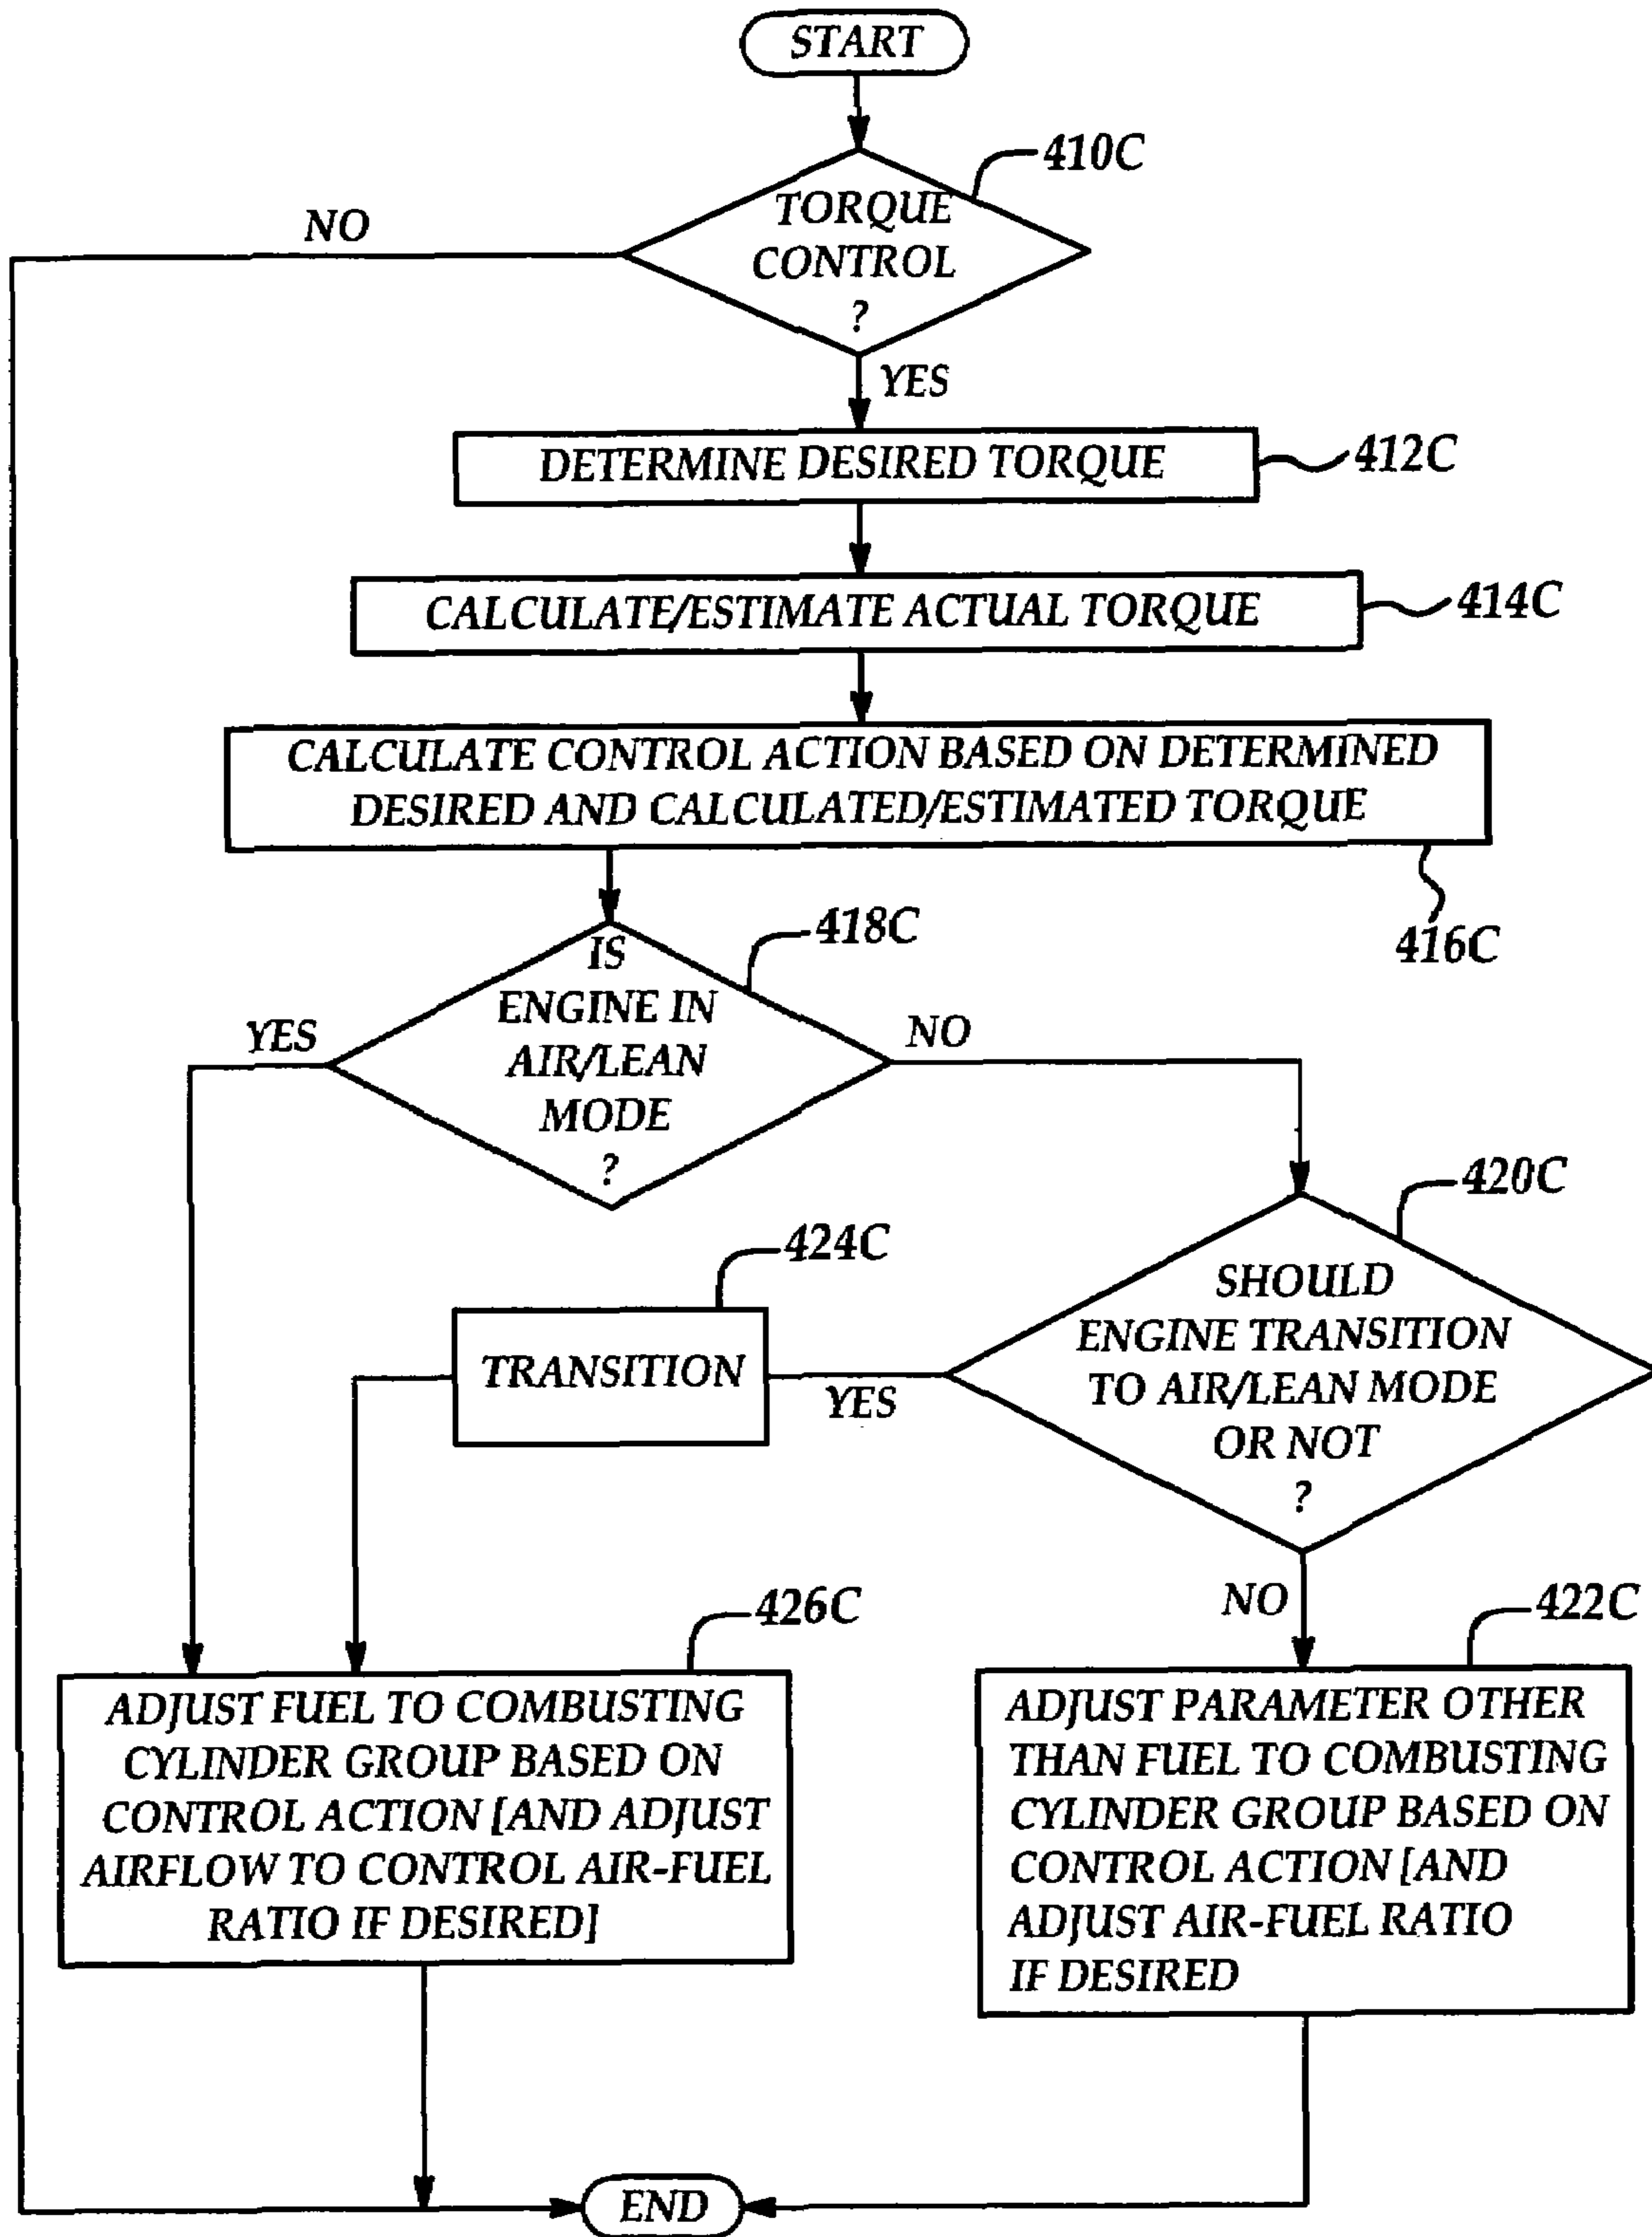 START
410C
TORQUE
CONTROL
?
NO
YES
DETERMINE DESIRED TORQUE
412C
CALCULATE/ESTIMATE ACTUAL TORQUE
414C
CALCULATE CONTROL ACTION BASED ON DETERMINED
DESIRED AND CALCULATED/ESTIMATED TORQUE
416C
418C
IS
ENGINE IN
AIR/LEAN
MODE
?
YES
NO
420C
SHOULD
ENGINE TRANSITION
TO AIR/LEAN MODE
OR NOT
?
424C
TRANSITION
YES
NO
426C
ADJUST FUEL TO COMBUSTING
CYLINDER GROUP BASED ON
CONTROL ACTION [AND ADJUST
AIRFLOW TO CONTROL AIR-FUEL
RATIO IF DESIRED]
422C
ADJUST PARAMETER OTHER
THAN FUEL TO COMBUSTING
CYLINDER GROUP BASED ON
CONTROL ACTION [AND
ADJUST AIR-FUEL RATIO
IF DESIRED
END